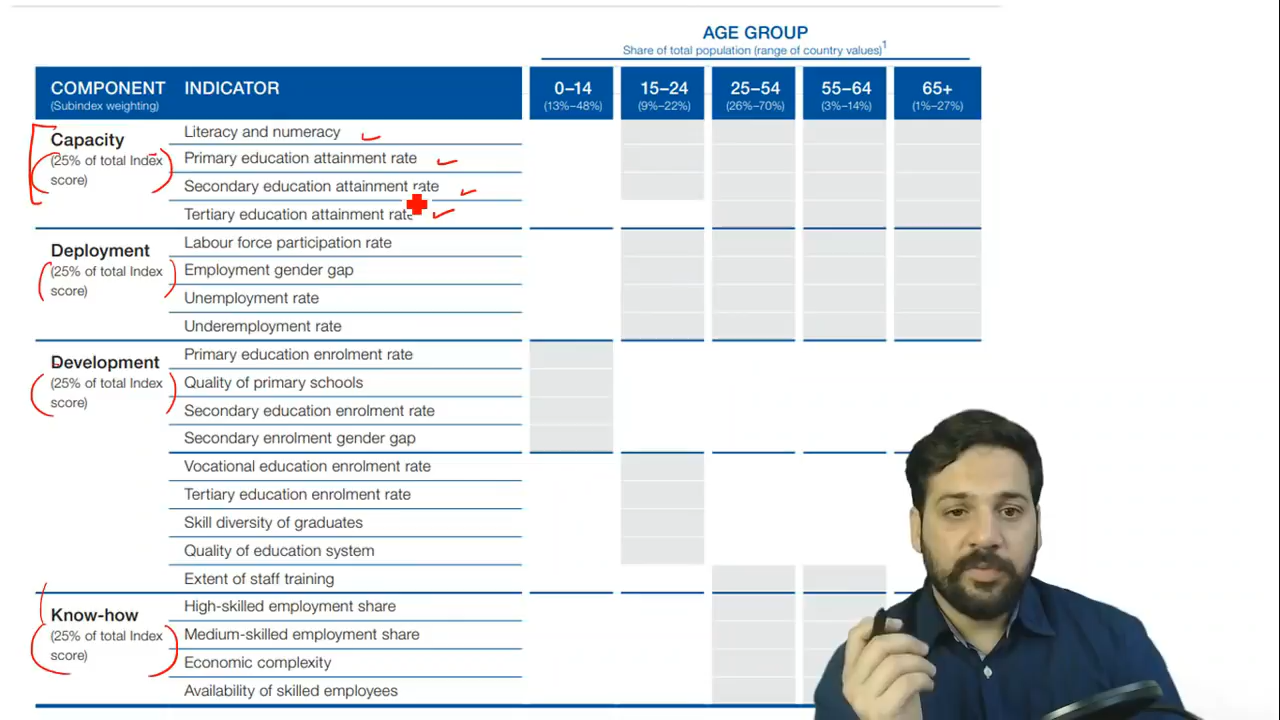 AGE GROUP
Share of total population (range of country values)1
COMPONENT INDICATOR 0–14 15–24 25–54 55–64 65+
(Subindex weighting) (13%–48%) (9%–22%) (26%–70%) (3%–14%) (1%–27%)
Capacity
(25% of total Index
score)
Literacy and numeracy
Primary education attainment rate
Secondary education attainment rate
Tertiary education attainment rate
Deployment
(25% of total Index
score)
Labour force participation rate
Employment gender gap
Unemployment rate
Underemployment rate
Development
(25% of total Index
score)
Primary education enrolment rate
Quality of primary schools
Secondary education enrolment rate
Secondary enrolment gender gap
Vocational education enrolment rate
Tertiary education enrolment rate
Skill diversity of graduates
Quality of education system
Extent of staff training
Know-how
(25% of total Index
score)
High-skilled employment share
Medium-skilled employment share
Economic complexity
Availability of skilled employees